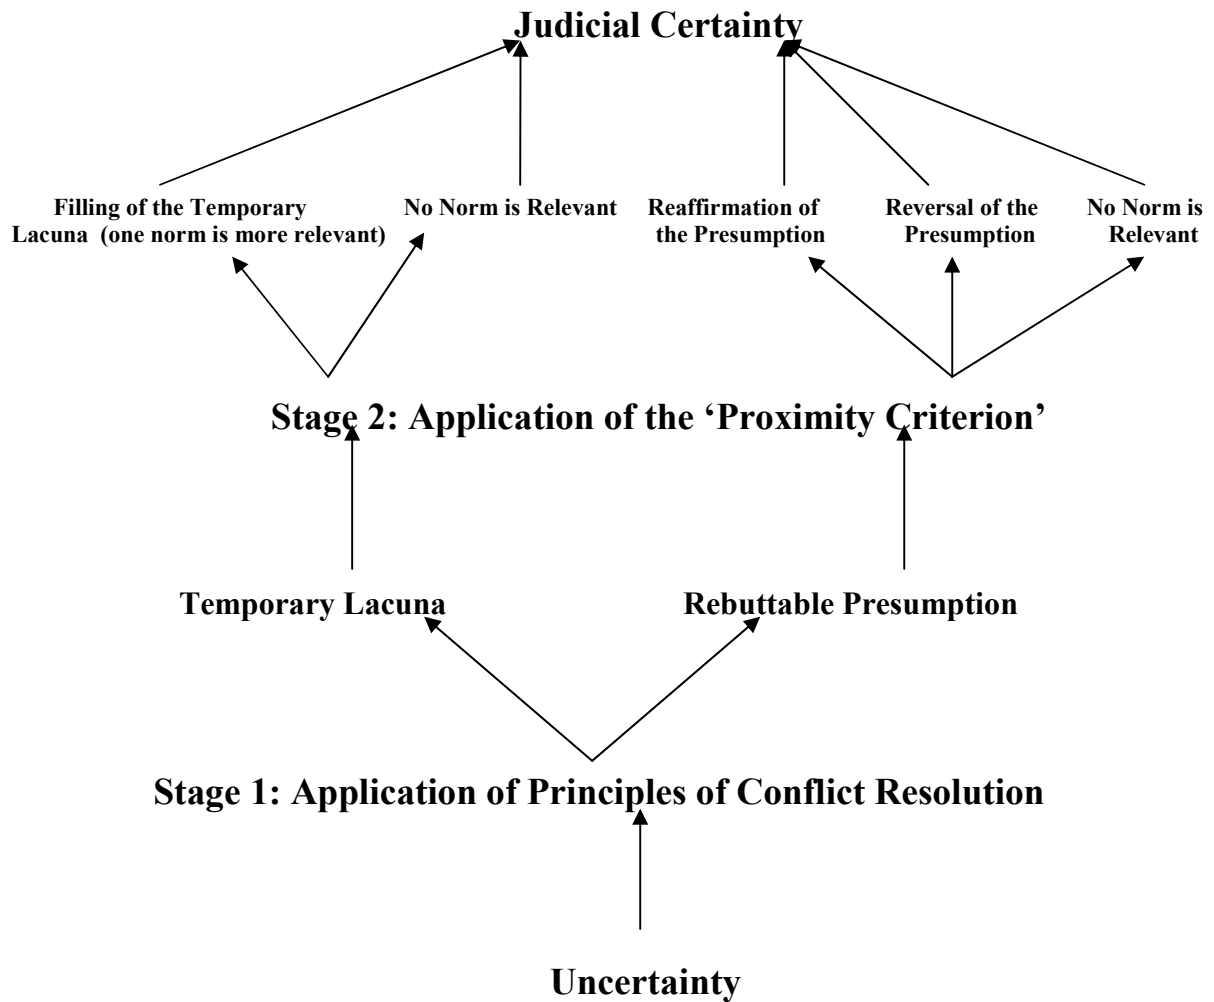 Judicial Certainty
Filling of the Temporary
Lacuna (one norm is more relevant)
No Norm is Relevant
Reaffirmation of
the Presumption
Reversal of the
Presumption
No Norm is
Relevant
Stage 2: Application of the ‘Proximity Criterion’
Temporary Lacuna
Rebuttable Presumption
Stage 1: Application of Principles of Conflict Resolution
Uncertainty